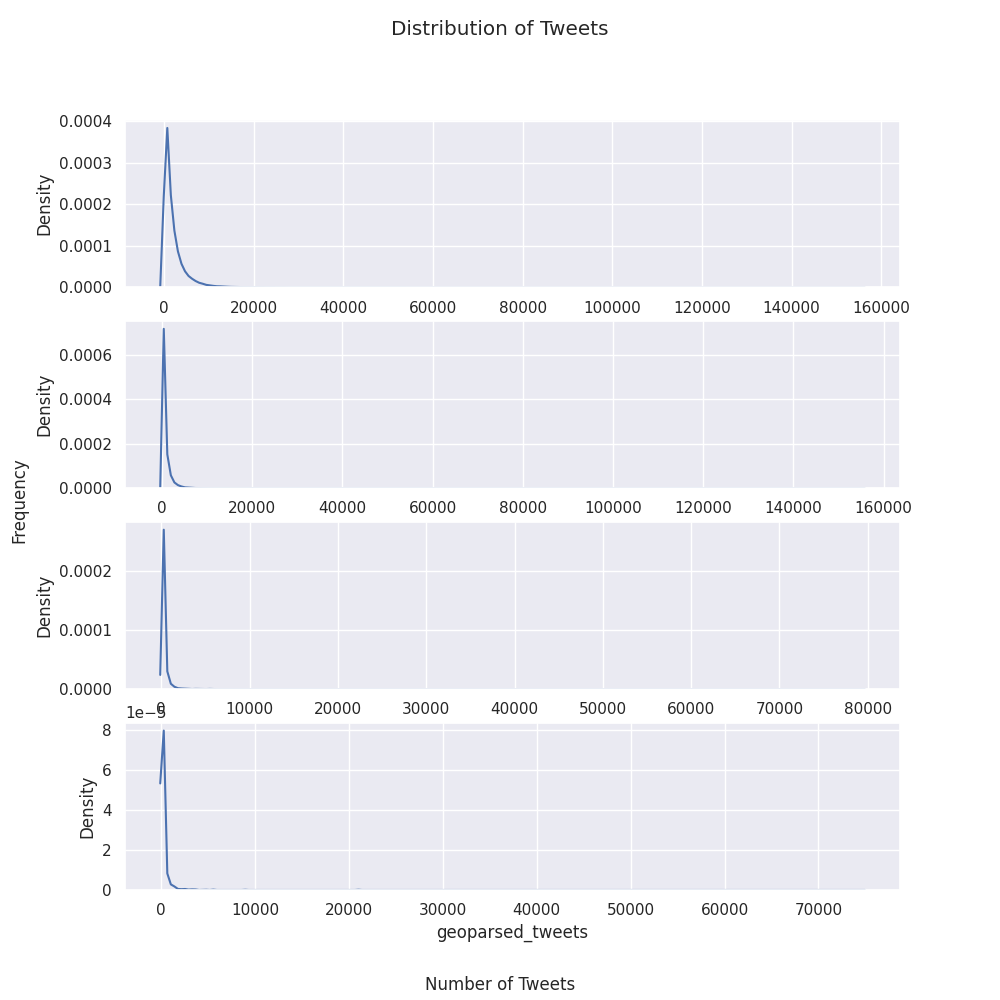 Distribution of Tweets
0.0004
0.0003
0.0002
0.0001
0.0000
Density
0 20000 40000 60000 80000 100000 120000 140000 160000
0.0006
0.0004
0.0002
0.0000
Density
0 20000 40000 60000 80000 100000 120000 140000 160000
Frequency
0.0002
0.0001
0.0000
Density
0 10000 20000 30000 40000 50000 60000 70000 80000
1e−5
8
6
4
2
0
Density
0 10000 20000 30000 40000 50000 60000 70000
geoparsed_tweets
Number of Tweets